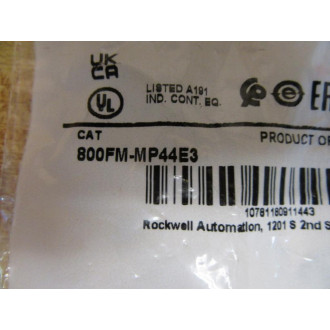 UK
CA
UL
LISTED A191
IND. CONT. EQ.
CAT
PRODUCT OF
800FM-MP44E3
10781180911443
Rockwell Automation, 1201 S 2nd S